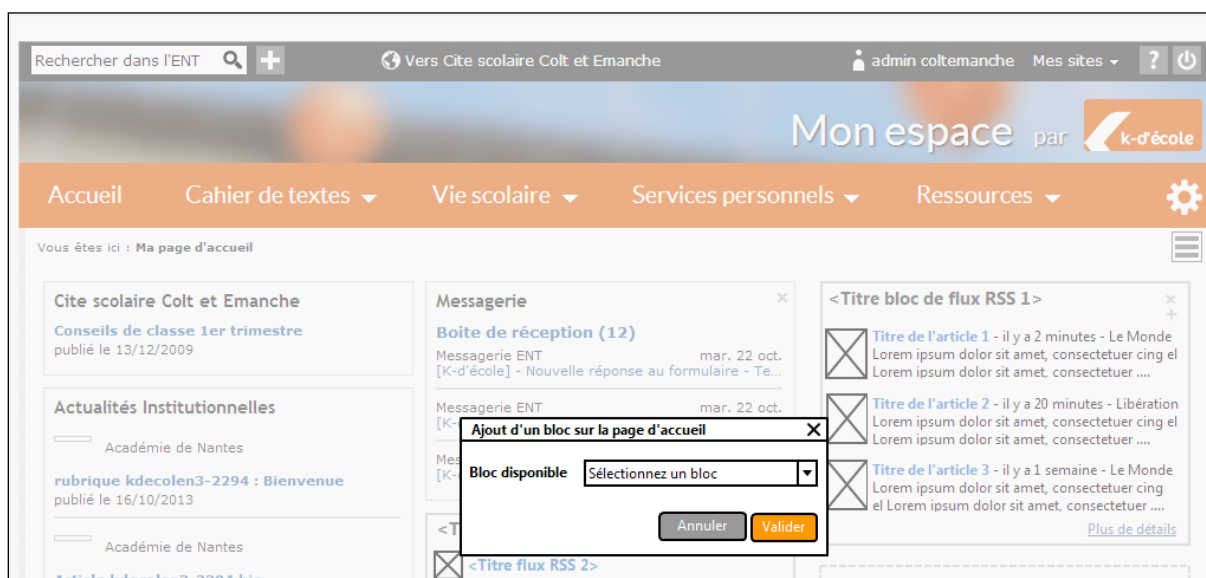 Rechercher dans l'ENT
Vers Cite scolaire Colt et Emanche
admin coltemanche
Mes sites
?
Mon espace par k-d'école
Accueil
Cahier de textes
Vie scolaire
Services personnels
Ressources
Vous êtes ici : Ma page d'accueil
Cite scolaire Colt et Emanche
Conseils de classe 1er trimestre
publié le 13/12/2009
Actualités Institutionnelles
Académie de Nantes
rubrique kdecolen3-2294 : Bienvenue
publié le 16/10/2013
Académie de Nantes
Messagerie
Boite de réception (12)
Messagerie ENT mar. 22 oct.
[K-d'école] - Nouvelle réponse au formulaire - Te...
Messagerie ENT mar. 22 oct.
Ajout d'un bloc sur la page d'accueil
Bloc disponible
Sélectionnez un bloc
Annuler
Valider
<Titre flux RSS 2>
<Titre bloc de flux RSS 1>
Titre de l'article 1 - il y a 2 minutes - Le Monde
Lorem ipsum dolor sit amet, consectetuer cing el
Lorem ipsum dolor sit amet, consectetuer ....
Titre de l'article 2 - il y a 20 minutes - Libération
Lorem ipsum dolor sit amet, consectetuer cing el
Lorem ipsum dolor sit amet, consectetuer ....
Titre de l'article 3 - il y a 1 semaine - Le Monde
Lorem ipsum dolor sit amet, consectetuer cing
el Lorem ipsum dolor sit amet, consectetuer ....
Plus de détails